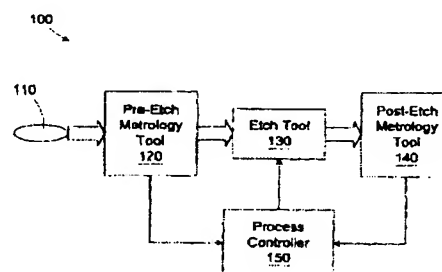 100
110
Pre-Etch
Metrology
Tool
120
Etch Tool
130
Post-Etch
Metrology
Tool
140
Process
Controller
150